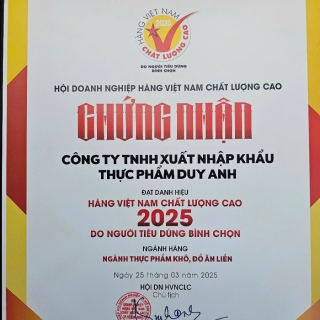 HÀNG VIỆT NAM
2025
CHẤT LƯỢNG CAO
DO NGƯỜI TIÊU DÙNG
BÌNH CHỌN
HỘI DOANH NGHIỆP HÀNG VIỆT NAM CHẤT LƯỢNG CAO
CHỨNG NHẬN
CÔNG TY TNHH XUẤT NHẬP KHẨU
THỰC PHẨM DUY ANH
ĐẠT DANH HIỆU
HÀNG VIỆT NAM CHẤT LƯỢNG CAO
2025
DO NGƯỜI TIÊU DÙNG BÌNH CHỌN
NGÀNH HÀNG
NGÀNH THỰC PHẨM KHÔ, ĐỒ ĂN LIỀN
Ngày 25 tháng 03 năm 2025
HỘI DN HVNCLC
Chủ tịch